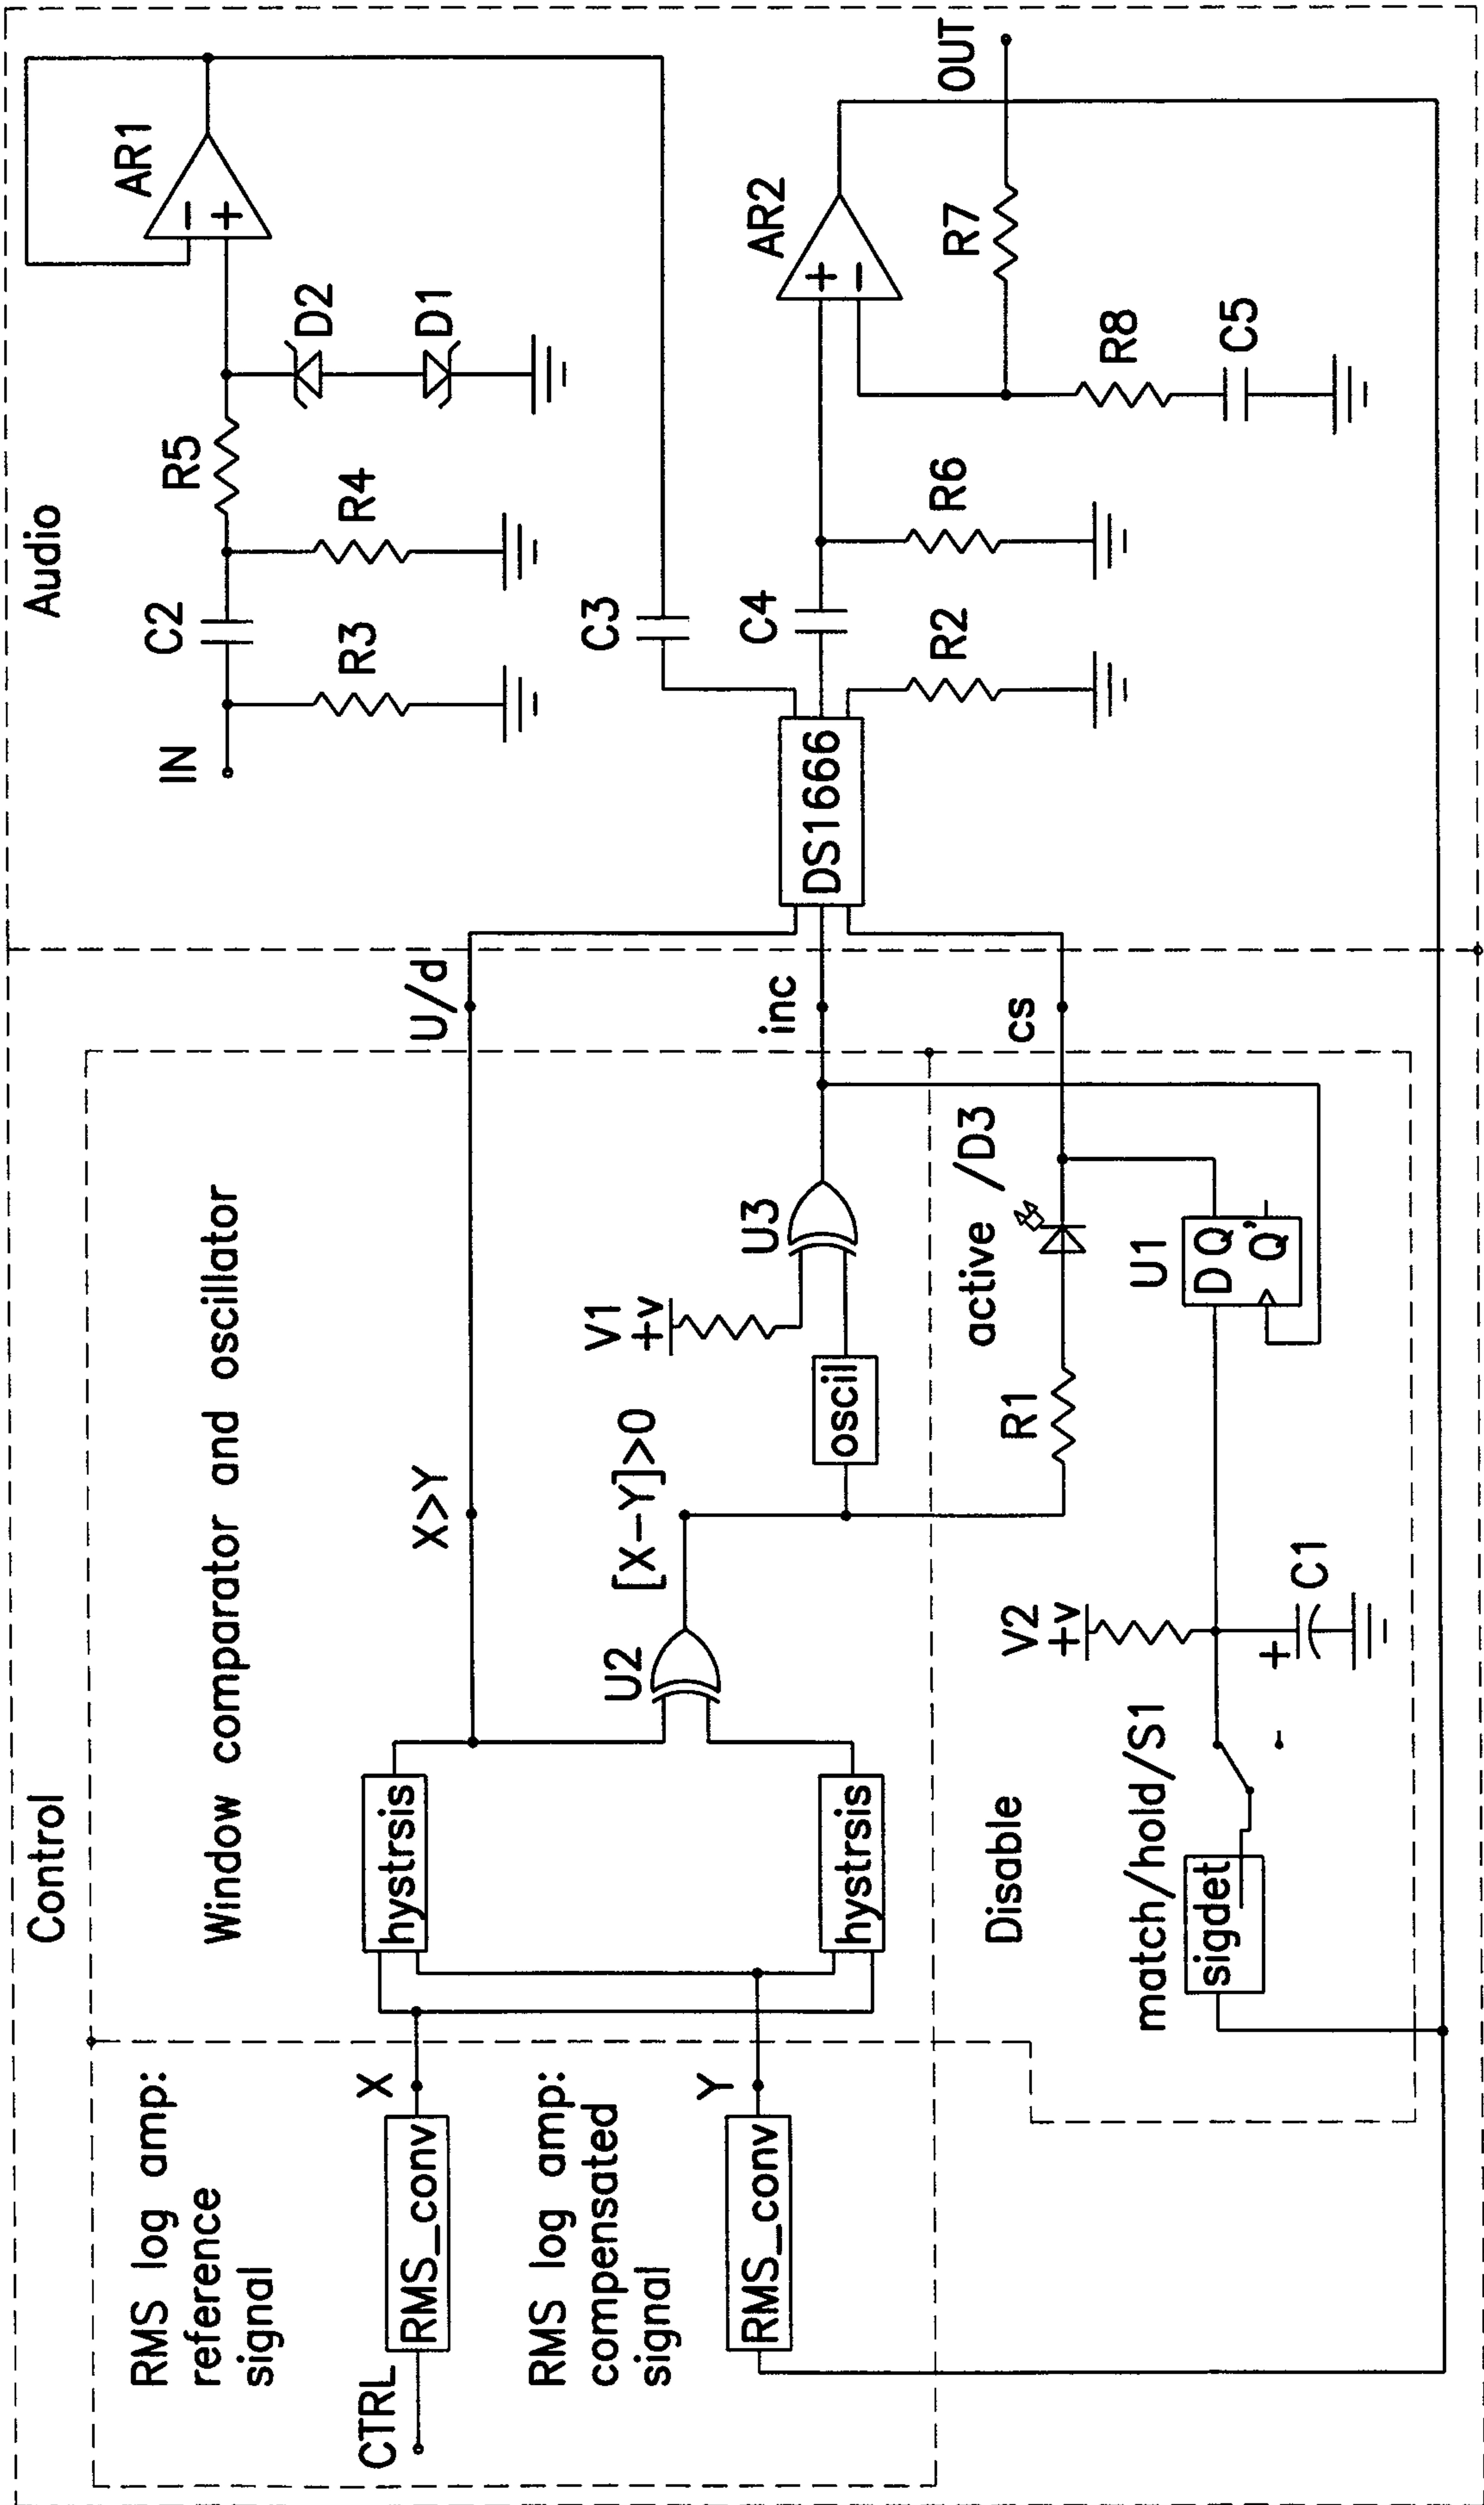 Control
Audio
RMS log amp:
reference
signal
CTRL
RMS_conv
X
RMS log amp:
compensated
signal
RMS_conv
Y
Window comparator and oscillator
hystrsis
hystrsis
X>Y
U2
[X−Y]>0
oscil
V1
+v
U3
U/d
inc
cs
Disable
match/hold/S1
sigdet
V2
+v
+
C1
R1
active /D3
U1
D Q
Q'
DS1666
IN
R3
C2
R4
R5
D2
D1
−
+
AR1
C3
C4
R2
R6
+
−
AR2
R7
R8
C5
OUT